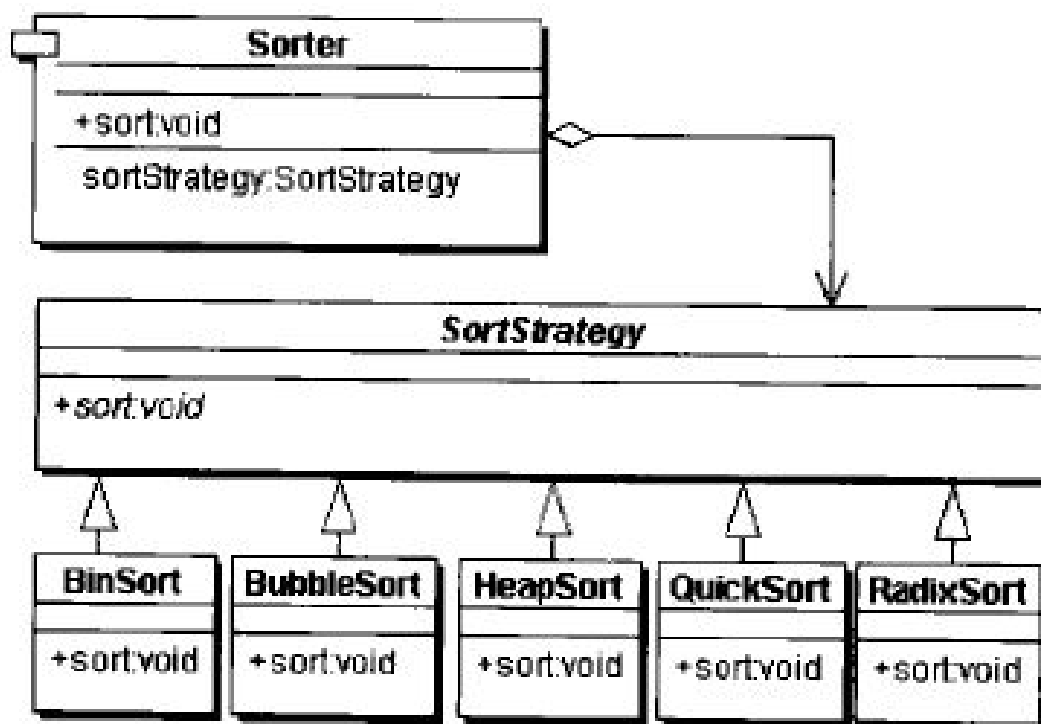 Sorter
+sort:void
sortStrategy:SortStrategy
SortStrategy
+sort:void
BinSort
BubbleSort
HeapSort
QuickSort
RadixSort
+sort:void
+sort:void
+sort:void
+sort:void
+sort:void